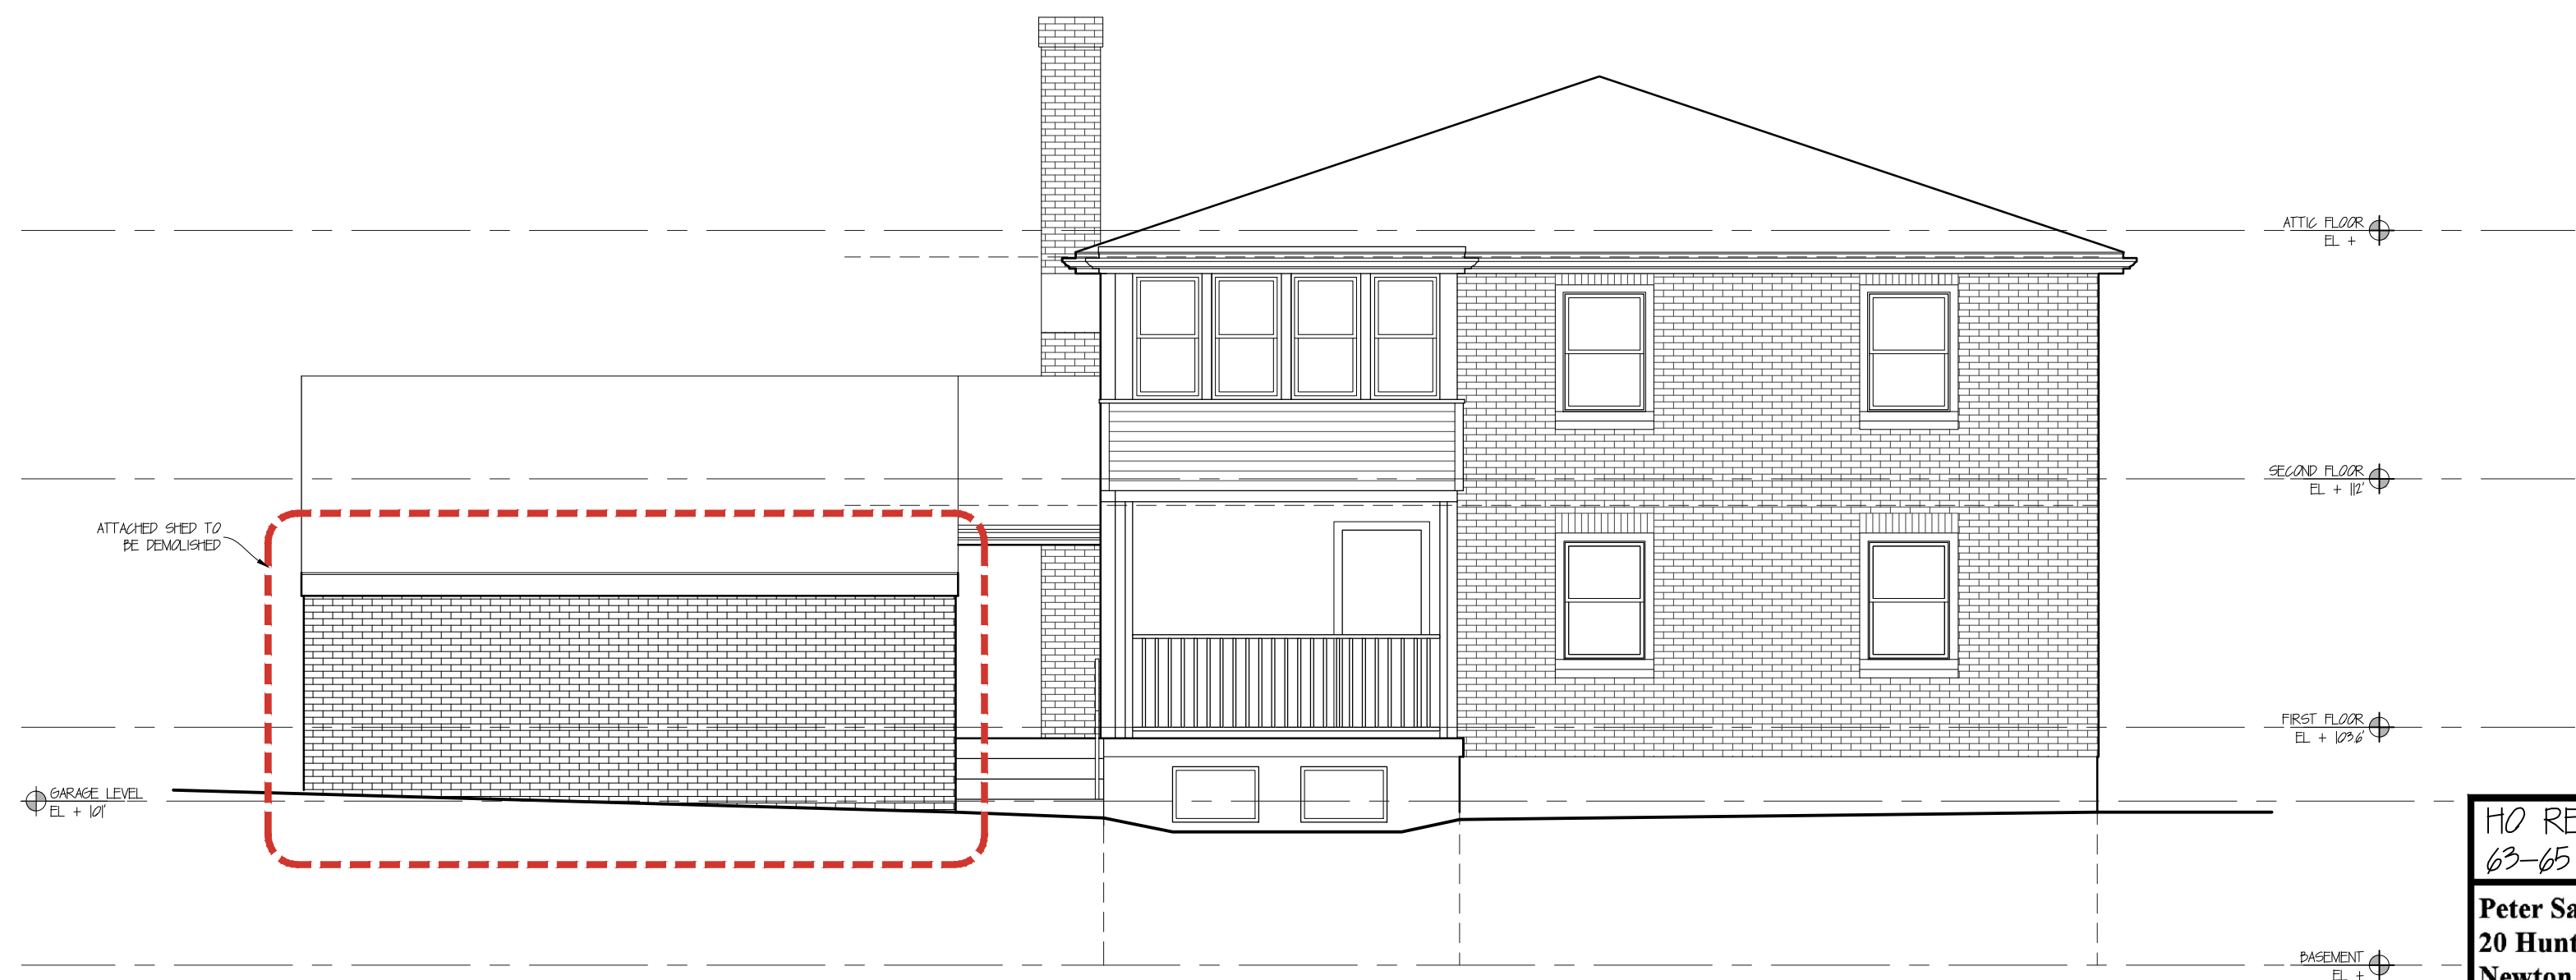 ATTIC FLOOR
EL +
SECOND FLOOR
EL + 112'
ATTACHED SHED TO
BE DEMOLISHED
FIRST FLOOR
EL + 103.6'
GARAGE LEVEL
EL + 101'
HO RE
63-65
Peter Sa
20 Hunt
Newton
BASEMENT
EL +